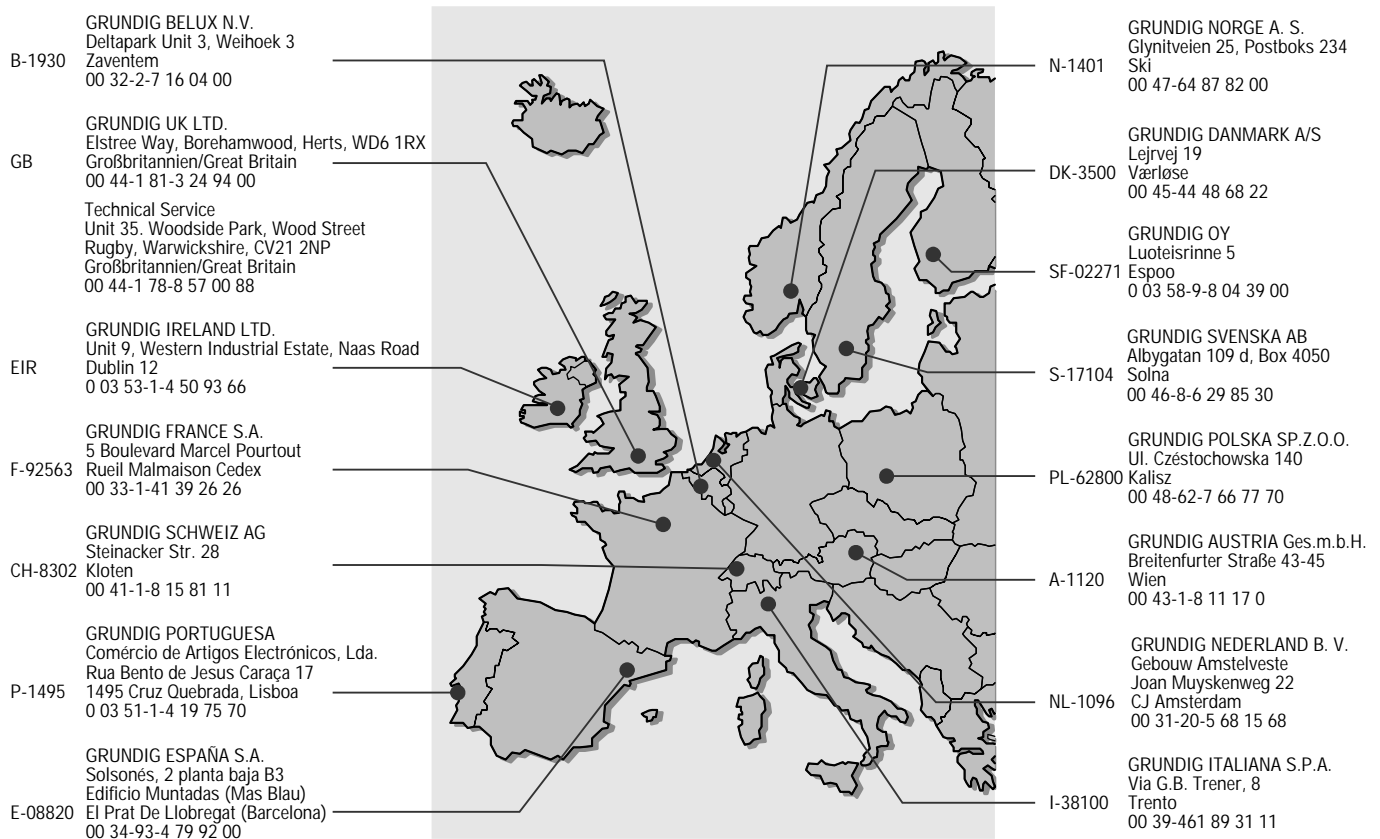 GRUNDIG BELUX N.V.
Deltapark Unit 3, Weihoek 3
B-1930 Zaventem
00 32-2-7 16 04 00
GRUNDIG UK LTD.
Elstree Way, Borehamwood, Herts, WD6 1RX
GB Großbritannien/Great Britain
00 44-1 81-3 24 94 00
Technical Service
Unit 35. Woodside Park, Wood Street
Rugby, Warwickshire, CV21 2NP
Großbritannien/Great Britain
00 44-1 78-8 57 00 88
GRUNDIG IRELAND LTD.
Unit 9, Western Industrial Estate, Naas Road
EIR Dublin 12
0 03 53-1-4 50 93 66
GRUNDIG FRANCE S.A.
5 Boulevard Marcel Pourtout
F-92563 Rueil Malmaison Cedex
00 33-1-41 39 26 26
GRUNDIG SCHWEIZ AG
Steinacker Str. 28
CH-8302 Kloten
00 41-1-8 15 81 11
GRUNDIG PORTUGUESA
Comércio de Artigos Electrónicos, Lda.
Rua Bento de Jesus Caraça 17
P-1495 1495 Cruz Quebrada, Lisboa
0 03 51-1-4 19 75 70
GRUNDIG ESPAÑA S.A.
Solsonés, 2 planta baja B3
Edificio Muntadas (Mas Blau)
E-08820 El Prat De Llobregat (Barcelona)
00 34-93-4 79 92 00
GRUNDIG NORGE A. S.
Glynitveien 25, Postboks 234
N-1401 Ski
00 47-64 87 82 00
GRUNDIG DANMARK A/S
Lejrvej 19
DK-3500 Værløse
00 45-44 48 68 22
GRUNDIG OY
Luoteisrinne 5
SF-02271 Espoo
0 03 58-9-8 04 39 00
GRUNDIG SVENSKA AB
Albygatan 109 d, Box 4050
S-17104 Solna
00 46-8-6 29 85 30
GRUNDIG POLSKA SP.Z.O.O.
Ul. Czéstochowska 140
PL-62800 Kalisz
00 48-62-7 66 77 70
GRUNDIG AUSTRIA Ges.m.b.H.
Breitenfurter Straße 43-45
A-1120 Wien
00 43-1-8 11 17 0
GRUNDIG NEDERLAND B. V.
Gebouw Amstelveste
Joan Muyskenweg 22
NL-1096 CJ Amsterdam
00 31-20-5 68 15 68
GRUNDIG ITALIANA S.P.A.
Via G.B. Trener, 8
I-38100 Trento
00 39-461 89 31 11